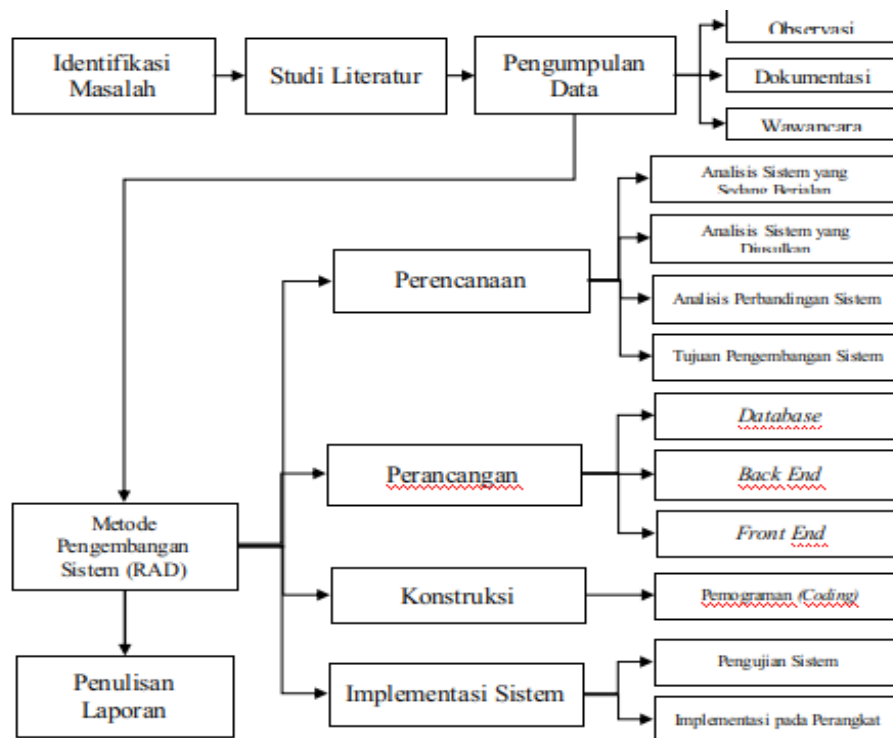 Identifikasi
Masalah
Studi Literatur
Pengumpulan
Data
Observasi
Dokumentasi
Wawancara
Analisis Sistem yang
Sedang Berjalan
Analisis Sistem yang
Diusulkan
Analisis Perbandingan Sistem
Tujuan Pengembangan Sistem
Perencanaan
Database
Back End
Front End
Perancangan
Metode
Pengembangan
Sistem (RAD)
Konstruksi
Pemograman (Coding)
Penulisan
Laporan
Implementasi Sistem
Pengujian Sistem
Implementasi pada Perangkat